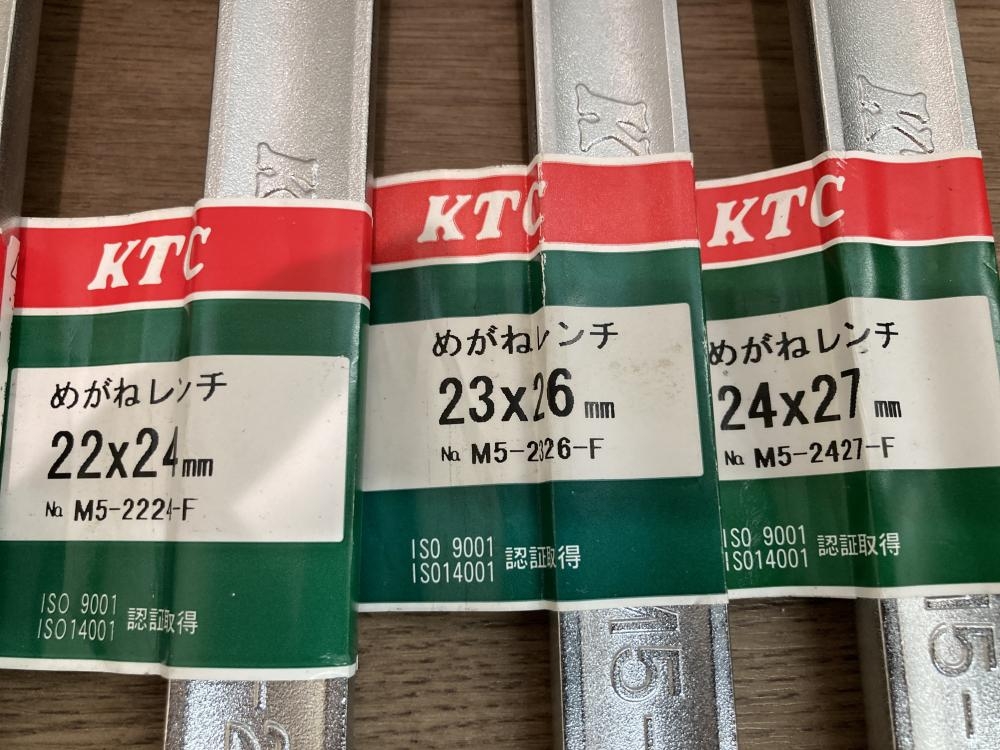 KTC
めがねレンチ
22x24mm
No. M5-2224-F
ISO 9001
ISO14001
認証取得
KTC
めがねレンチ
23x26mm
No. M5-2326-F
ISO 9001
ISO14001
認証取得
KTC
めがねレンチ
24x27mm
No. M5-2427-F
ISO 9001
ISO14001
認証取得
K
K
K
M5-
M5-